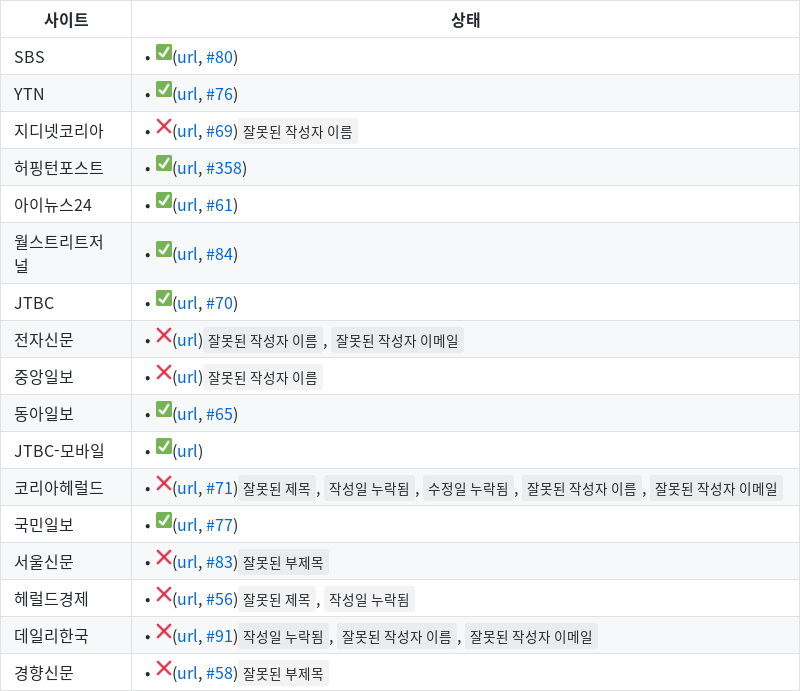 사이트 상태
SBS • ✅(url, #80)
YTN • ✅(url, #76)
지디넷코리아 • ❌(url, #69) 잘못된 작성자 이름
허핑턴포스트 • ✅(url, #358)
아이뉴스24 • ✅(url, #61)
월스트리트저
널 • ✅(url, #84)
JTBC • ✅(url, #70)
전자신문 • ❌(url) 잘못된 작성자 이름 , 잘못된 작성자 이메일
중앙일보 • ❌(url) 잘못된 작성자 이름
동아일보 • ✅(url, #65)
JTBC-모바일 • ✅(url)
코리아헤럴드 • ❌(url, #71) 잘못된 제목 , 작성일 누락됨 , 수정일 누락됨 , 잘못된 작성자 이름 , 잘못된 작성자 이메일
국민일보 • ✅(url, #77)
서울신문 • ❌(url, #83) 잘못된 부제목
헤럴드경제 • ❌(url, #56) 잘못된 제목 , 작성일 누락됨
데일리한국 • ❌(url, #91) 작성일 누락됨 , 잘못된 작성자 이름 , 잘못된 작성자 이메일
경향신문 • ❌(url, #58) 잘못된 부제목